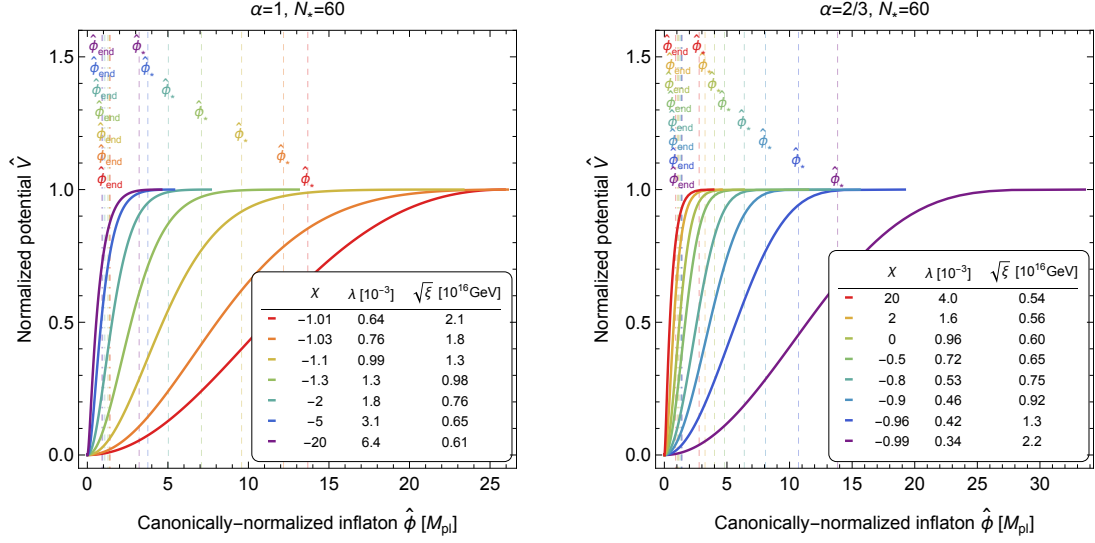 α=1, N⋆=60
ϕ̂end ϕ̂⋆
ϕ̂end ϕ̂⋆
ϕ̂end ϕ̂⋆
ϕ̂end ϕ̂⋆
ϕ̂end ϕ̂⋆
ϕ̂end ϕ̂⋆
ϕ̂end ϕ̂⋆
1.5
1.0
0.5
0.0
Normalized potential V̂
χ λ [10⁻³] √ξ [10¹⁶GeV]
−1.01 0.64 2.1
−1.03 0.76 1.8
−1.1 0.99 1.3
−1.3 1.3 0.98
−2 1.8 0.76
−5 3.1 0.65
−20 6.4 0.61
0 5 10 15 20 25
Canonically−normalized inflaton ϕ̂ [Mpl]
α=2/3, N⋆=60
ϕ̂end ϕ̂⋆
ϕ̂end ϕ̂⋆
ϕ̂end ϕ̂⋆
ϕ̂end ϕ̂⋆
ϕ̂end ϕ̂⋆
ϕ̂end ϕ̂⋆
ϕ̂end ϕ̂⋆
ϕ̂end ϕ̂⋆
1.5
1.0
0.5
0.0
Normalized potential V̂
χ λ [10⁻³] √ξ [10¹⁶GeV]
20 4.0 0.54
2 1.6 0.56
0 0.96 0.60
−0.5 0.72 0.65
−0.8 0.53 0.75
−0.9 0.46 0.92
−0.96 0.42 1.3
−0.99 0.34 2.2
0 5 10 15 20 25 30
Canonically−normalized inflaton ϕ̂ [Mpl]